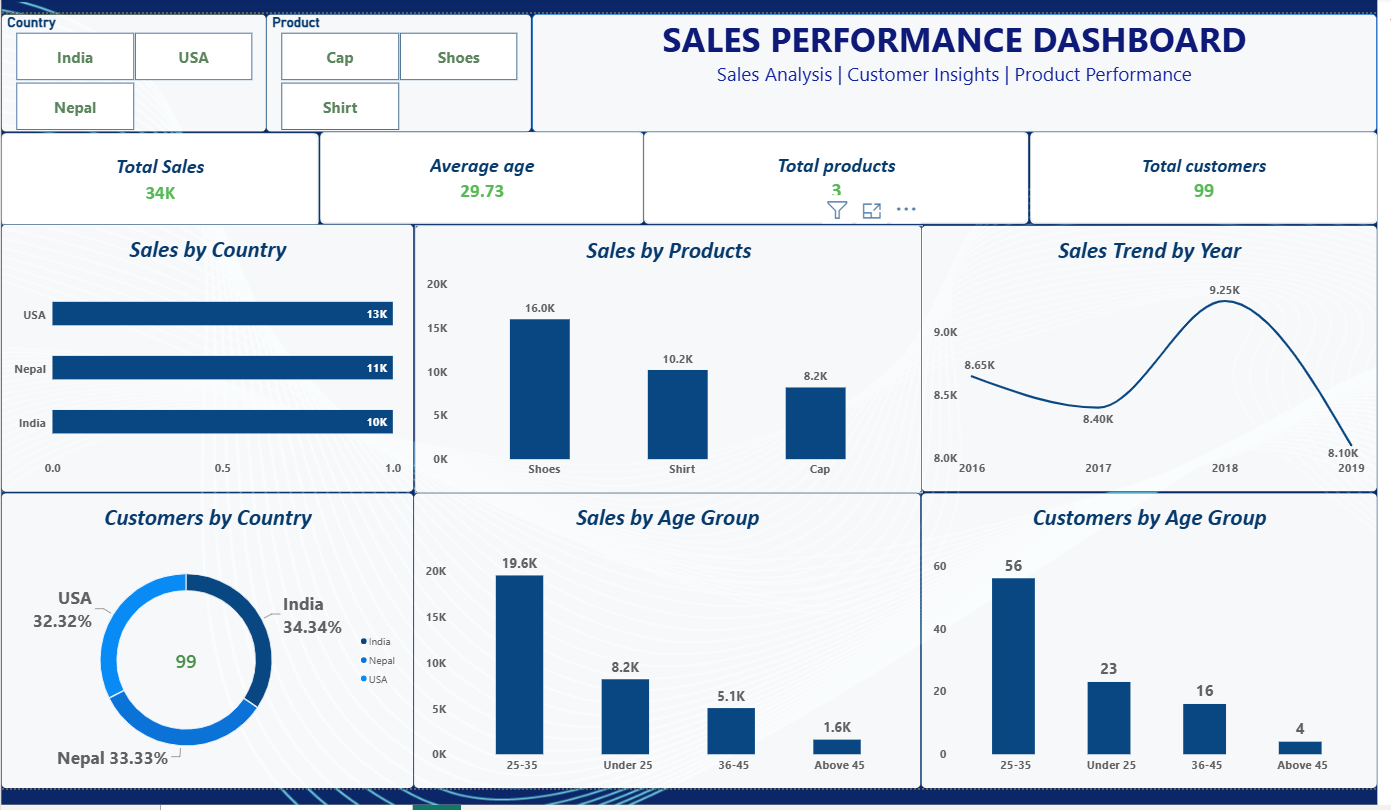 Country
India
USA
Nepal
Product
Cap
Shoes
Shirt
SALES PERFORMANCE DASHBOARD
Sales Analysis | Customer Insights | Product Performance
Total Sales
34K
Average age
29.73
Total products
3
Total customers
99
Sales by Country
USA
13K
Nepal
11K
India
10K
0.0
0.5
1.0
Sales by Products
20K
15K
10K
5K
0K
16.0K
10.2K
8.2K
Shoes
Shirt
Cap
Sales Trend by Year
9.0K
8.5K
8.0K
8.65K
8.40K
9.25K
8.10K
2016
2017
2018
2019
Customers by Country
USA
32.32%
India
34.34%
99
Nepal 33.33%
India
Nepal
USA
Sales by Age Group
20K
15K
10K
5K
0K
19.6K
8.2K
5.1K
1.6K
25-35
Under 25
36-45
Above 45
Customers by Age Group
60
40
20
0
56
23
16
4
25-35
Under 25
36-45
Above 45